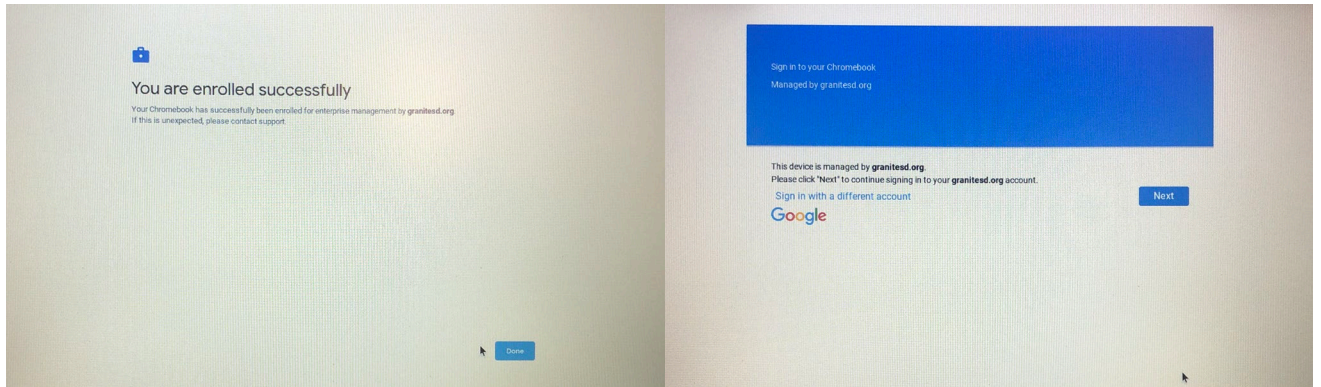 You are enrolled successfully
Your Chromebook has successfully been enrolled for enterprise management by granitesd.org
If this is unexpected, please contact support.
Done
Sign in to your Chromebook
Managed by granitesd.org
This device is managed by granitesd.org.
Please click "Next" to continue signing in to your granitesd.org account.
Sign in with a different account
Next
Google